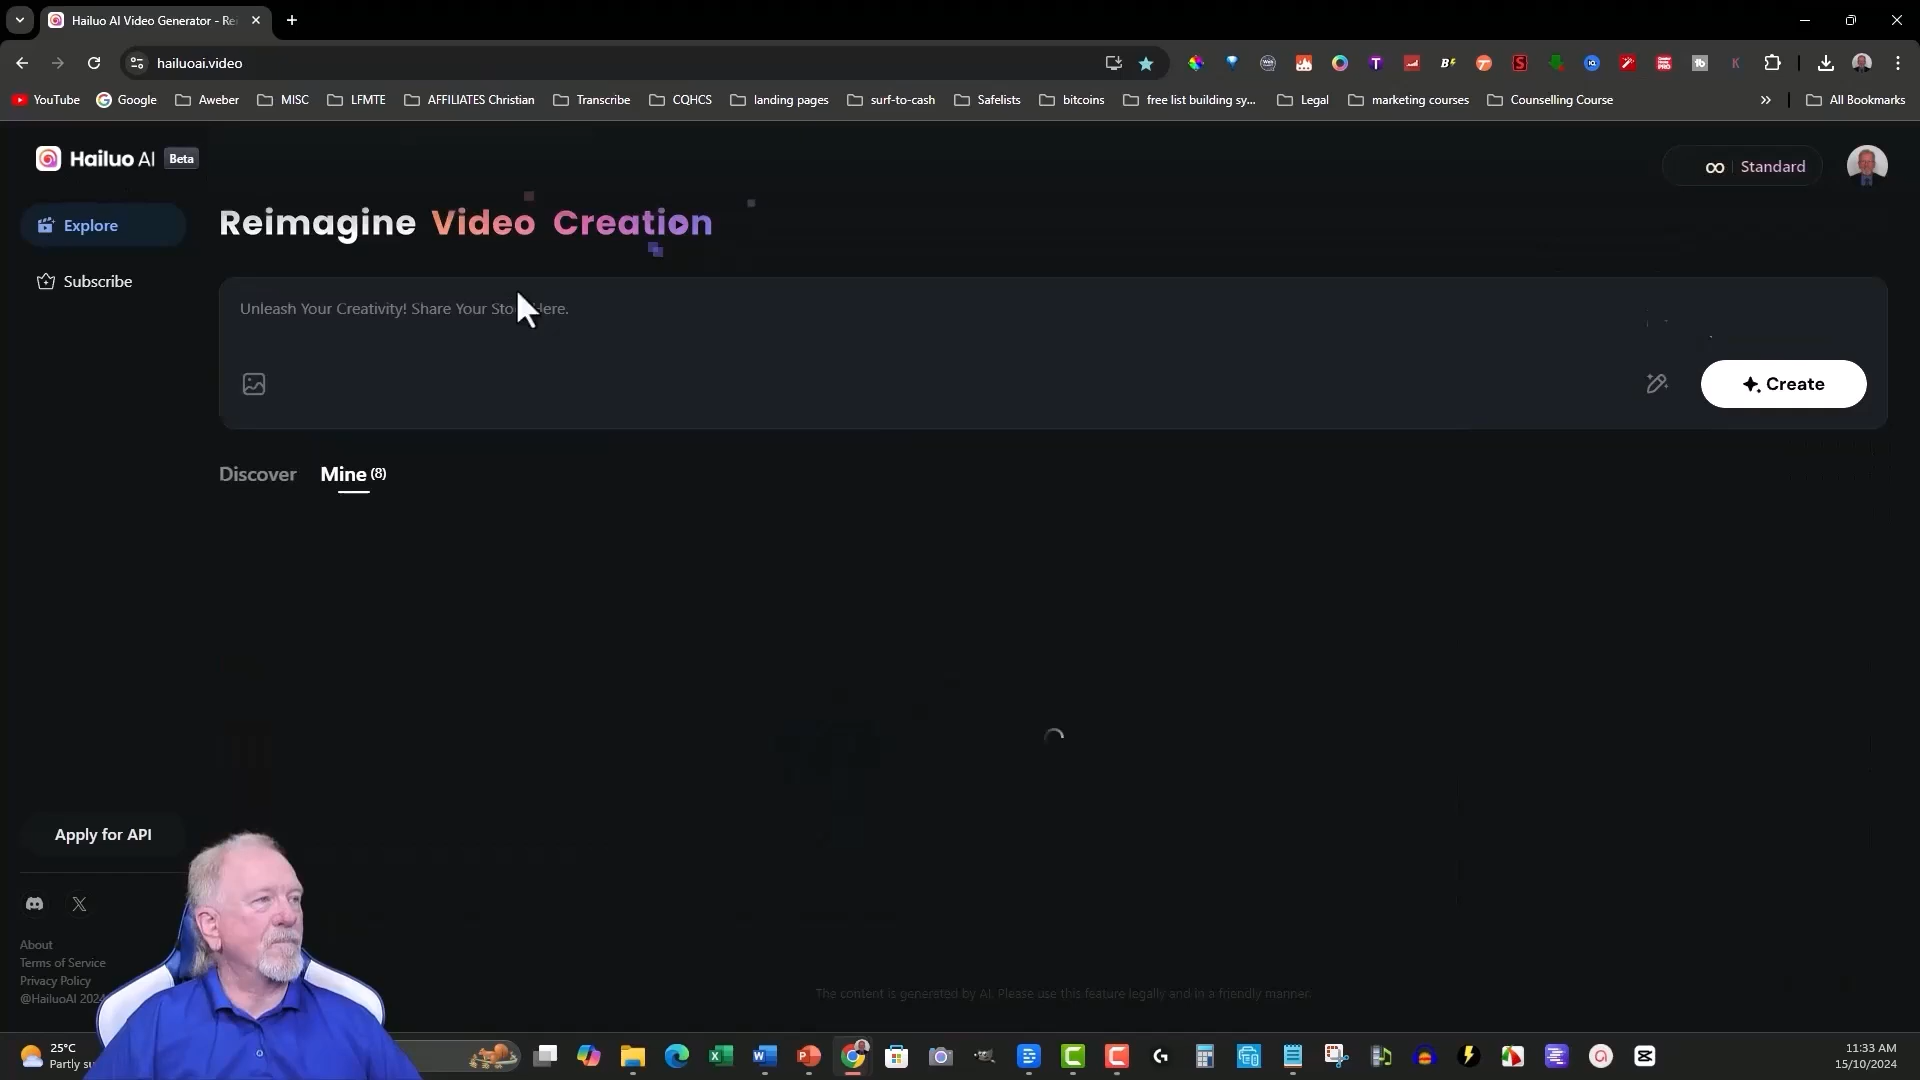 Hailuo AI Video Generator - Re
hailuoai.video
YouTube Google Aweber MISC LFMTE AFFILIATES Christian Transcribe CQHCS landing pages surf-to-cash Safelists bitcoins free list building sy... Legal marketing courses Counselling Course » All Bookmarks
Hailuo AI Beta
∞ Standard
Explore
Reimagine Video Creation
Subscribe
Unleash Your Creativity! Share Your Sto Here.
Create
Discover Mine (8)
Apply for API
About
Terms of Service
Privacy Policy
@HailuoAI 2024
The content is generated by AI. Please use this feature legally and in a friendly manner.
25°C
Partly su
11:33 AM
15/10/2024